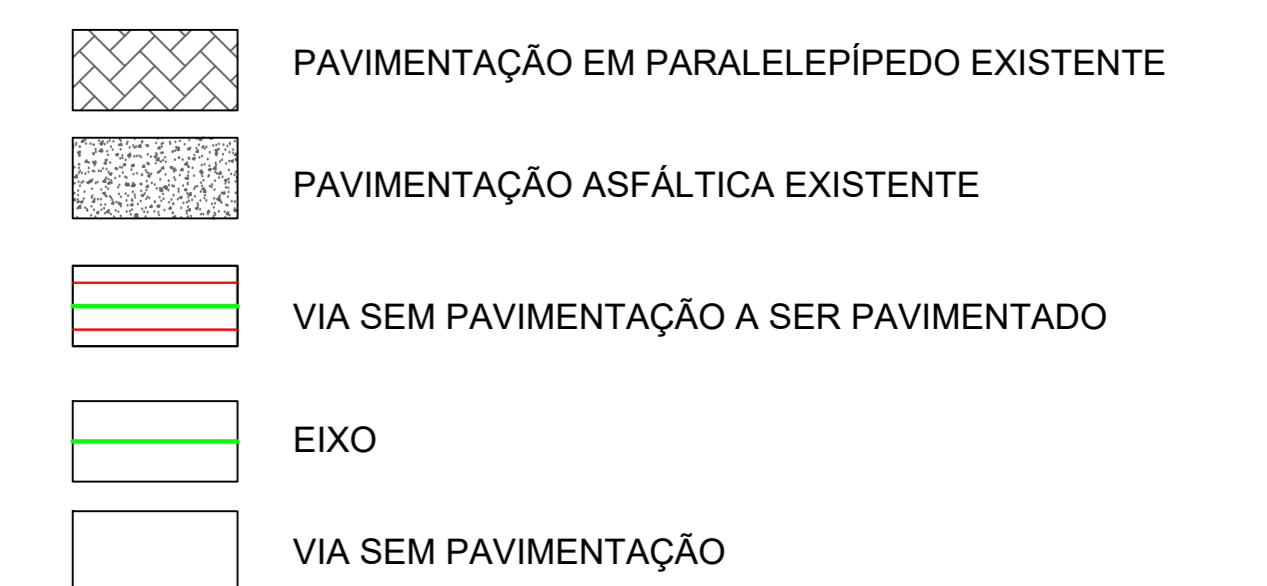 PAVIMENTAÇÃO EM PARALELEPÍPEDO EXISTENTE
PAVIMENTAÇÃO ASFÁLTICA EXISTENTE
VIA SEM PAVIMENTAÇÃO A SER PAVIMENTADO
EIXO
VIA SEM PAVIMENTAÇÃO